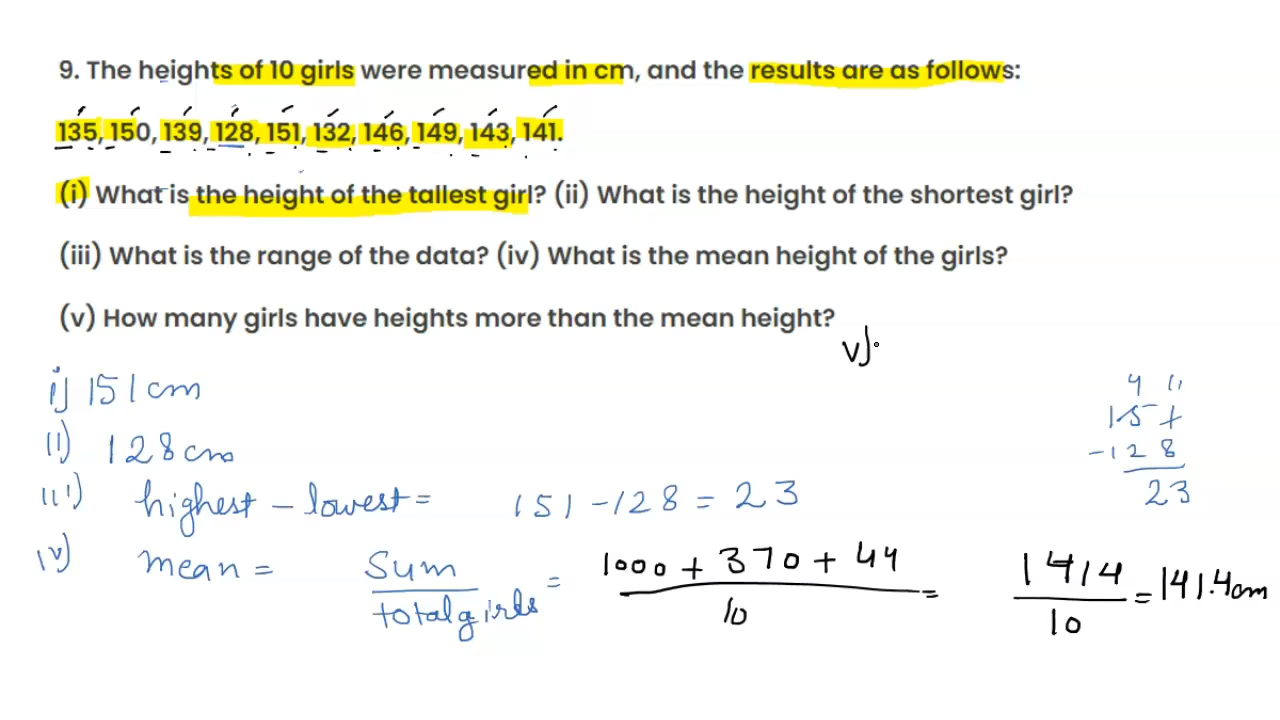 9. The heights of 10 girls were measured in cm, and the results are as follows:
135, 150, 139, 128, 151, 132, 146, 149, 143, 141.
(i) What is the height of the tallest girl? (ii) What is the height of the shortest girl?
(iii) What is the range of the data? (iv) What is the mean height of the girls?
(v) How many girls have heights more than the mean height?
v)
i) 151 cm
(ii) 128 cm
iii) highest - lowest = 151 - 128 = 23
4 11
151
-128
23
iv) mean = Sum / total girls = 1000 + 370 + 44 / 10 = 1414 / 10 = 141.4 cm